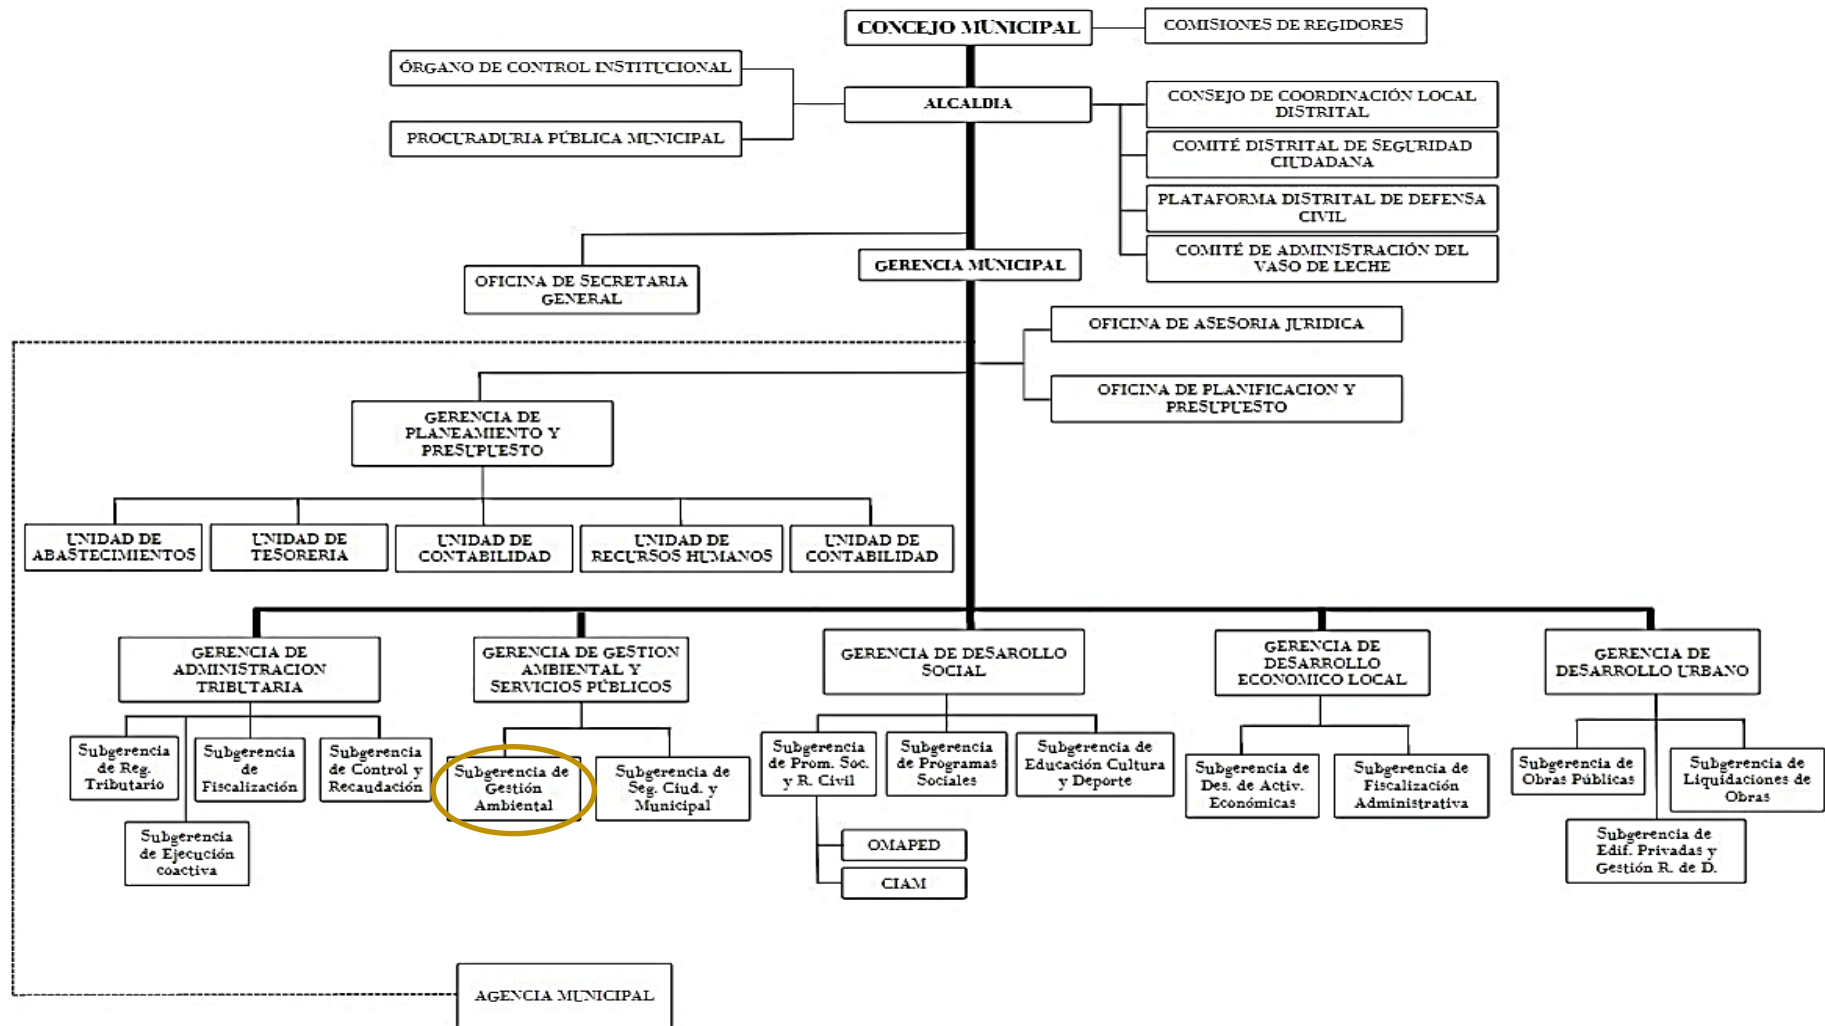 CONCEJO MUNICIPAL
COMISIONES DE REGIDORES
ÓRGANO DE CONTROL INSTITUCIONAL
ALCALDIA
PROCURADURIA PÚBLICA MUNICIPAL
CONSEJO DE COORDINACIÓN LOCAL
DISTRITAL
COMITÉ DISTRITAL DE SEGURIDAD
CIUDADANA
PLATAFORMA DISTRITAL DE DEFENSA
CIVIL
COMITÉ DE ADMINISTRACIÓN DEL
VASO DE LECHE
GERENCIA MUNICIPAL
OFICINA DE SECRETARIA
GENERAL
OFICINA DE ASESORIA JURIDICA
OFICINA DE PLANIFICACION Y
PRESUPUESTO
GERENCIA DE
PLANEAMIENTO Y
PRESUPUESTO
UNIDAD DE
ABASTECIMIENTOS
UNIDAD DE
TESORERIA
UNIDAD DE
CONTABILIDAD
UNIDAD DE
RECURSOS HUMANOS
UNIDAD DE
CONTABILIDAD
GERENCIA DE
ADMINISTRACION
TRIBUTARIA
GERENCIA DE GESTION
AMBIENTAL Y
SERVICIOS PÚBLICOS
GERENCIA DE DESAROLLO
SOCIAL
GERENCIA DE
DESARROLLO
ECONOMICO LOCAL
GERENCIA DE
DESARROLLO URBANO
Subgerencia
de Reg.
Tributario
Subgerencia
de
Fiscalización
Subgerencia
de Control y
Recaudación
Subgerencia
de Ejecución
coactiva
Subgerencia de
Gestión
Ambiental
Subgerencia de
Seg. Ciud. y
Municipal
Subgerencia
de Prom. Soc.
y R. Civil
Subgerencia
de Programas
Sociales
Subgerencia de
Educación Cultura
y Deporte
OMAPED
CIAM
Subgerencia de
Des. de Activ.
Económicas
Subgerencia de
Fiscalización
Administrativa
Subgerencia de
Obras Públicas
Subgerencia de
Liquidaciones de
Obras
Subgerencia de
Edif. Privadas y
Gestión R. de D.
AGENCIA MUNICIPAL